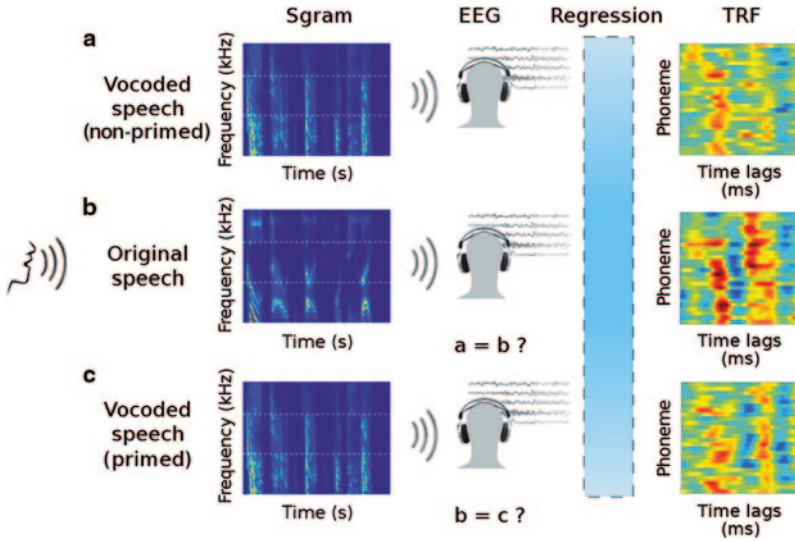 Sgram EEG Regression TRF
a
Vocoded
speech
(non-primed)
Frequency (kHz)
Time (s)
Phoneme
Time lags
(ms)
b
Original
speech
Frequency (kHz)
Time (s)
a = b ?
Phoneme
Time lags
(ms)
c
Vocoded
speech
(primed)
Frequency (kHz)
Time (s)
b = c ?
Phoneme
Time lags
(ms)